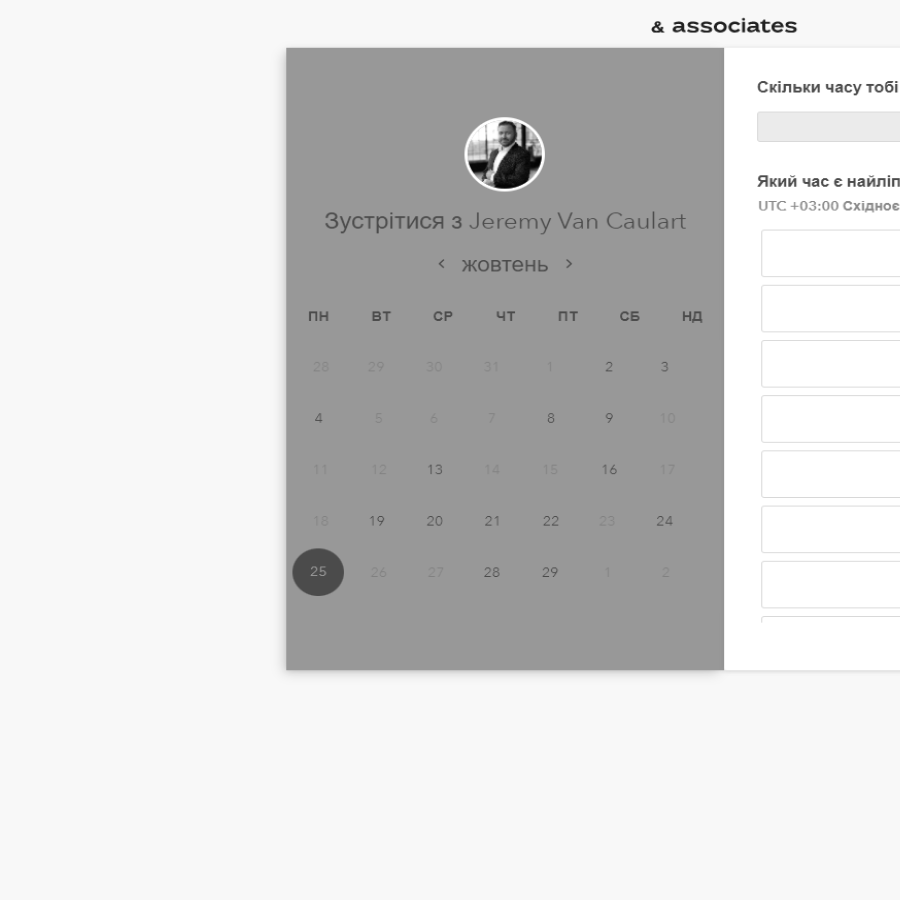 & associates
Зустрітися з Jeremy Van Caulart
жовтень
ПН ВТ СР ЧТ ПТ СБ НД
28 29 30 31 1 2 3
4 5 6 7 8 9 10
11 12 13 14 15 16 17
18 19 20 21 22 23 24
25 26 27 28 29 1 2
Скільки часу тобі
Який час є найліп
UTC +03:00 Східноє